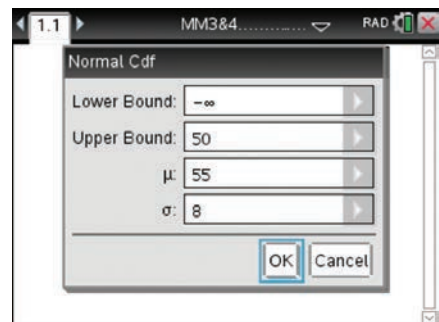 1.1 MM3&4............ RAD
Normal Cdf
Lower Bound: -∞
Upper Bound: 50
μ: 55
σ: 8
OK Cancel